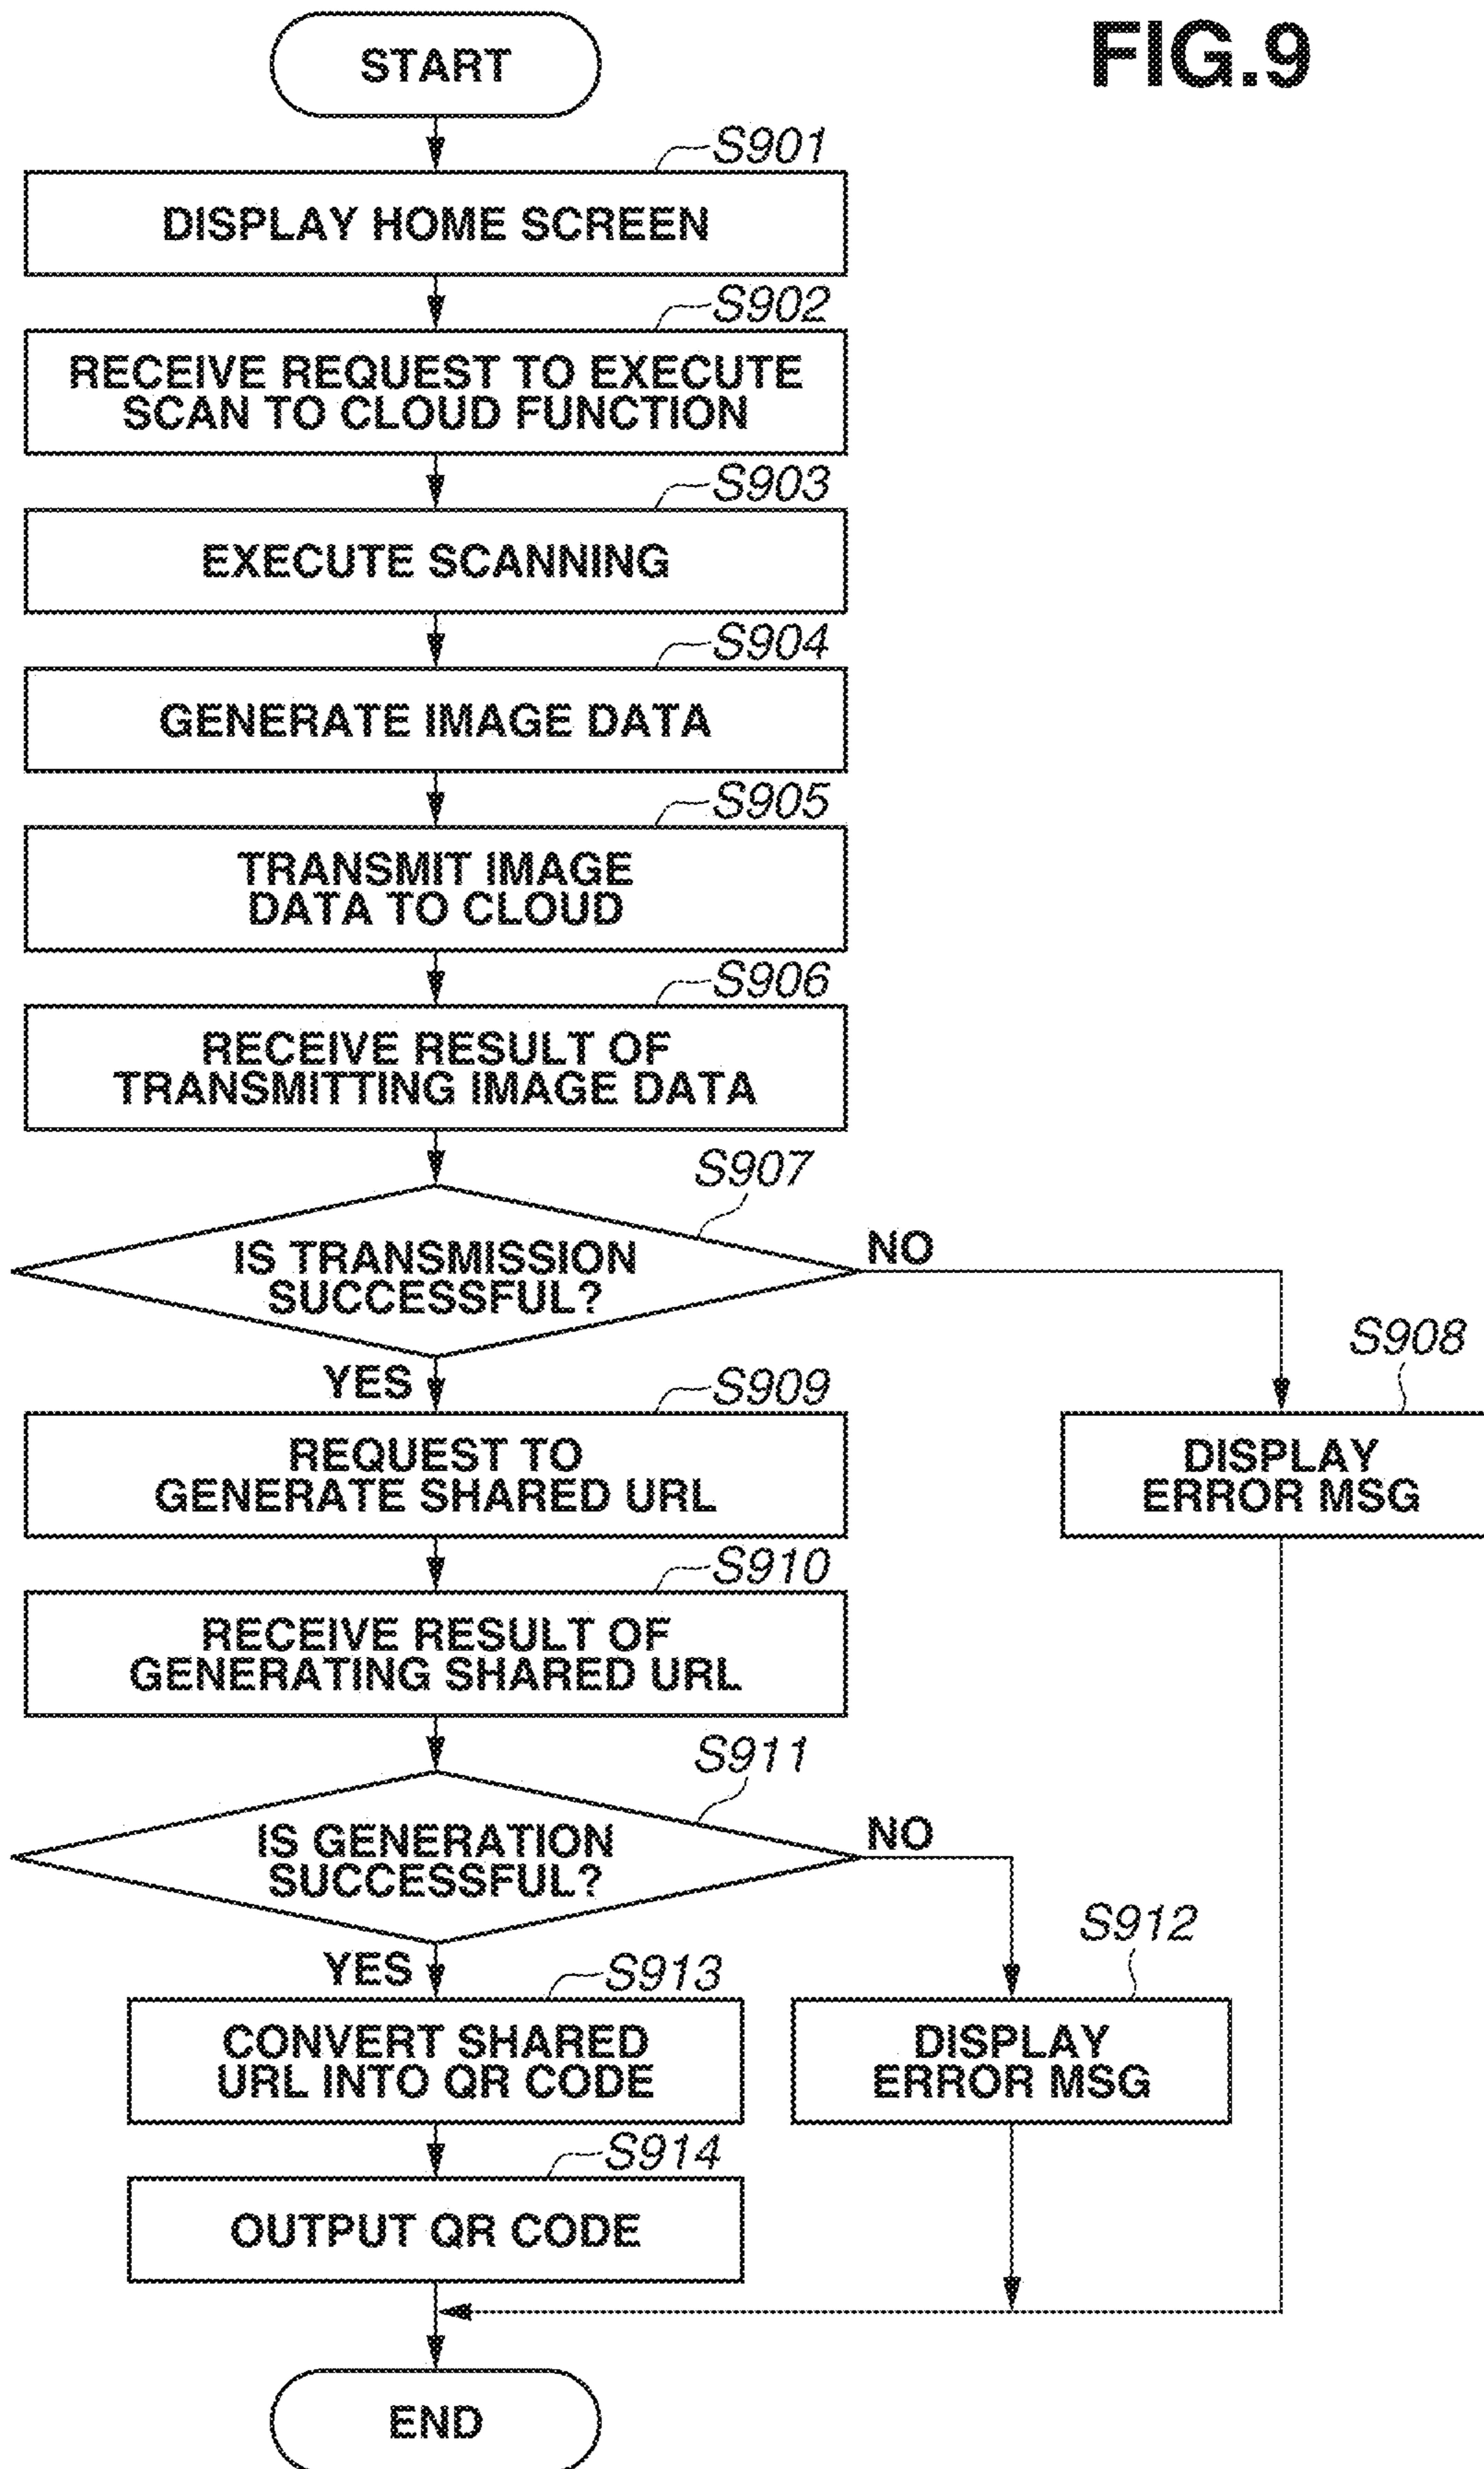 FIG.9
START
S901
DISPLAY HOME SCREEN
S902
RECEIVE REQUEST TO EXECUTE
SCAN TO CLOUD FUNCTION
S903
EXECUTE SCANNING
S904
GENERATE IMAGE DATA
S905
TRANSMIT IMAGE
DATA TO CLOUD
S906
RECEIVE RESULT OF
TRANSMITTING IMAGE DATA
S907
IS TRANSMISSION
SUCCESSFUL?
NO
YES
S908
DISPLAY
ERROR MSG
S909
REQUEST TO
GENERATE SHARED URL
S910
RECEIVE RESULT OF
GENERATING SHARED URL
S911
IS GENERATION
SUCCESSFUL?
NO
YES
S912
DISPLAY
ERROR MSG
S913
CONVERT SHARED
URL INTO QR CODE
S914
OUTPUT QR CODE
END